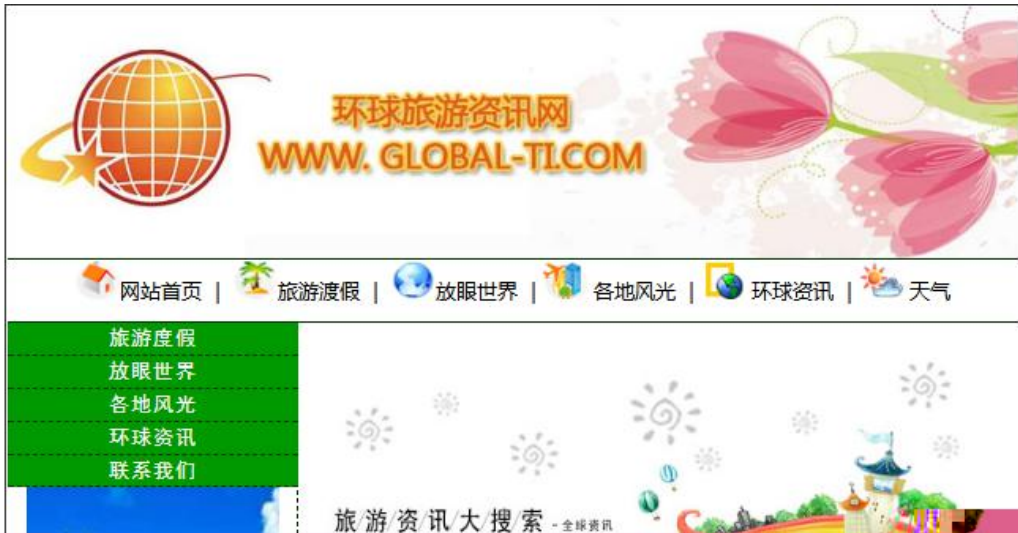 环球旅游资讯网
WWW. GLOBAL-TI.COM
网站首页 | 旅游渡假 | 放眼世界 | 各地风光 | 环球资讯 | 天气
旅游度假
放眼世界
各地风光
环球资讯
联系我们
旅/游/资/讯/大/搜/索 - 全球资讯